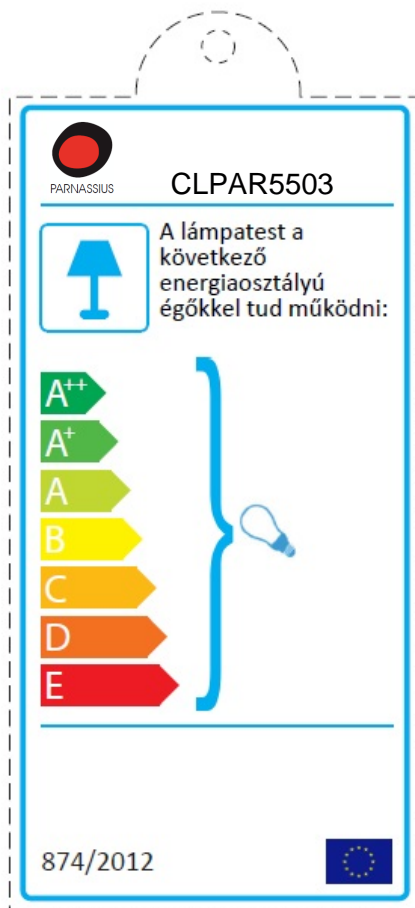 PARNASSIUS
CLPAR5503
A lámpatest a
következő
energiaosztályú
égőkkel tud működni:
A++
A+
A
B
C
D
E
874/2012